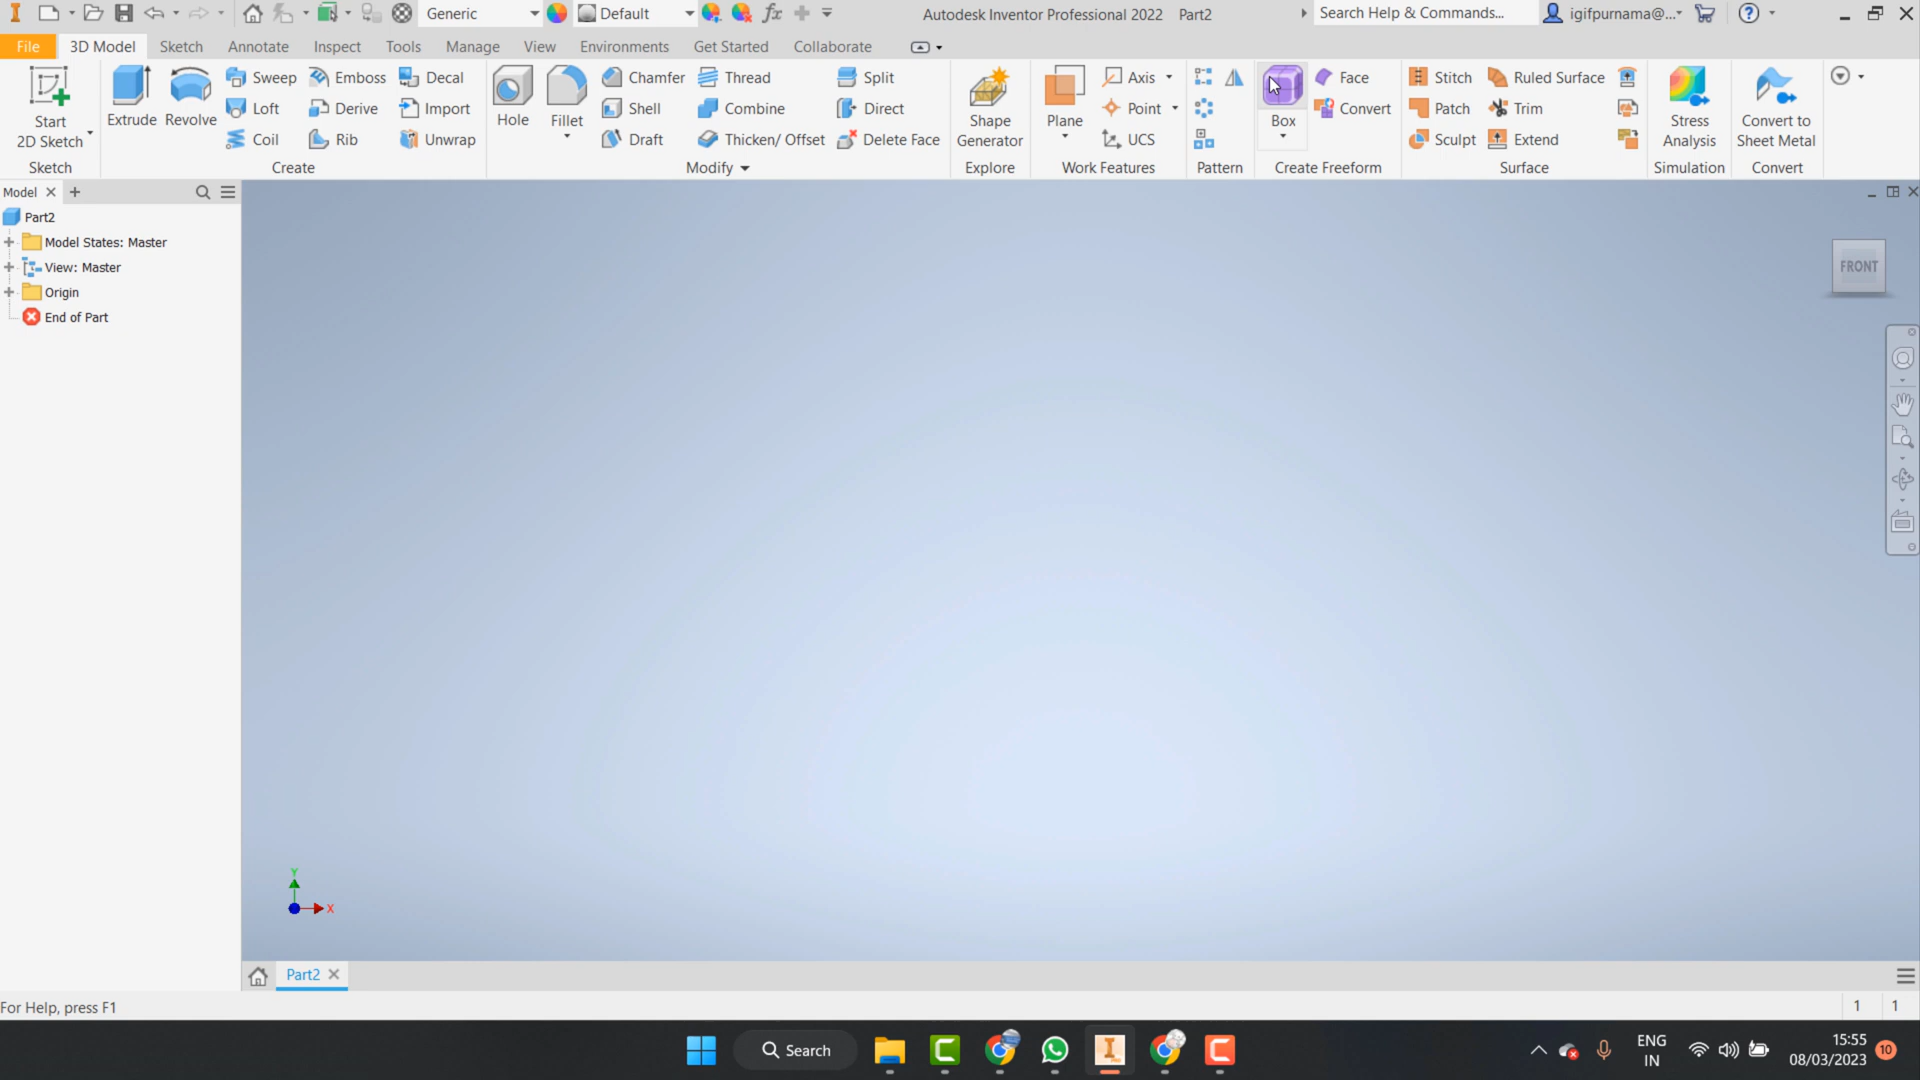 Generic
Default
Autodesk Inventor Professional 2022 Part2
Search Help & Commands...
igifpurnama@...
File 3D Model Sketch Annotate Inspect Tools Manage View Environments Get Started Collaborate
Start
2D Sketch
Sketch
Extrude
Revolve
Sweep
Loft
Coil
Emboss
Derive
Rib
Decal
Import
Unwrap
Create
Hole
Fillet
Chamfer
Shell
Draft
Thread
Combine
Thicken/ Offset
Split
Direct
Delete Face
Modify
Shape
Generator
Explore
Plane
Axis
Point
UCS
Work Features
Pattern
Box
Face
Convert
Create Freeform
Stitch
Patch
Sculpt
Ruled Surface
Trim
Extend
Surface
Stress
Analysis
Simulation
Convert to
Sheet Metal
Convert
Model
Part2
Model States: Master
View: Master
Origin
End of Part
FRONT
Y
X
Part2
For Help, press F1
1 1
Search
ENG
IN
15:55
08/03/2023
10